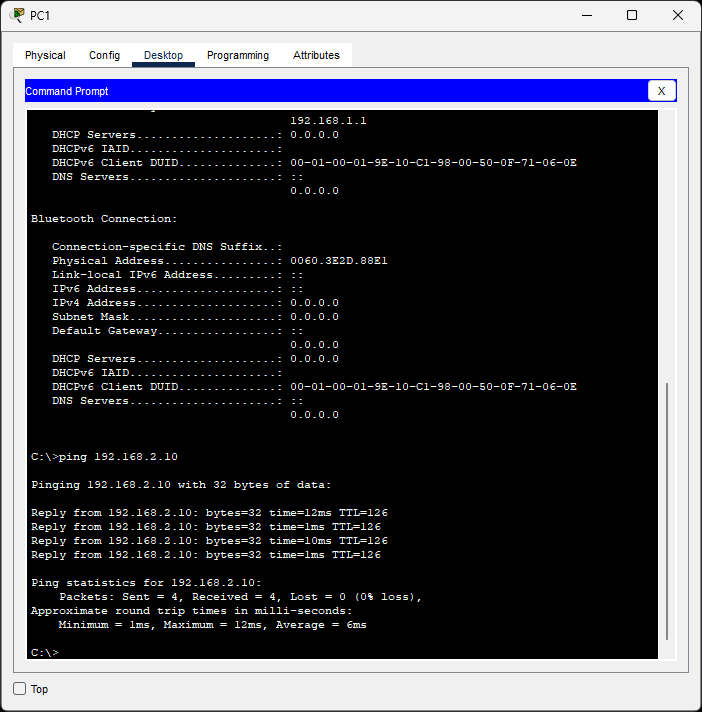 PC1
Physical Config Desktop Programming Attributes
Command Prompt X
192.168.1.1
DHCP Servers....................: 0.0.0.0
DHCPv6 IAID.....................:
DHCPv6 Client DUID..............: 00-01-00-01-9E-10-C1-98-00-50-0F-71-06-0E
DNS Servers.....................: ::
0.0.0.0
Bluetooth Connection:
Connection-specific DNS Suffix..:
Physical Address................: 0060.3E2D.88E1
Link-local IPv6 Address.........: ::
IPv6 Address....................: ::
IPv4 Address....................: 0.0.0.0
Subnet Mask.....................: 0.0.0.0
Default Gateway.................: ::
0.0.0.0
DHCP Servers....................: 0.0.0.0
DHCPv6 IAID.....................:
DHCPv6 Client DUID..............: 00-01-00-01-9E-10-C1-98-00-50-0F-71-06-0E
DNS Servers.....................: ::
0.0.0.0
C:\>ping 192.168.2.10
Pinging 192.168.2.10 with 32 bytes of data:
Reply from 192.168.2.10: bytes=32 time=12ms TTL=126
Reply from 192.168.2.10: bytes=32 time=1ms TTL=126
Reply from 192.168.2.10: bytes=32 time=10ms TTL=126
Reply from 192.168.2.10: bytes=32 time=1ms TTL=126
Ping statistics for 192.168.2.10:
Packets: Sent = 4, Received = 4, Lost = 0 (0% loss),
Approximate round trip times in milli-seconds:
Minimum = 1ms, Maximum = 12ms, Average = 6ms
C:\>
Top